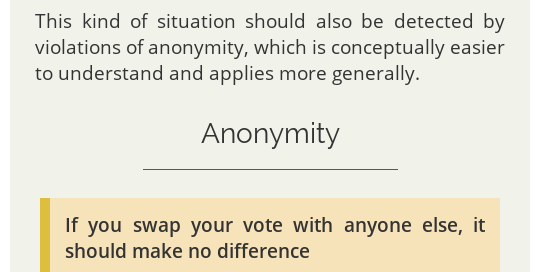 This kind of situation should also be detected by
violations of anonymity, which is conceptually easier
to understand and applies more generally.
Anonymity
If you swap your vote with anyone else, it
should make no difference